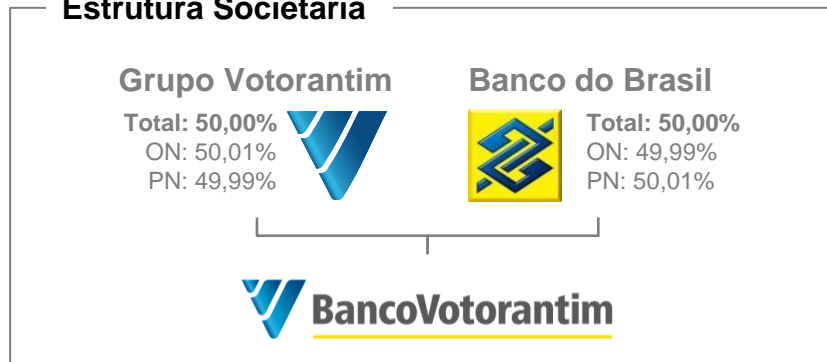 Estrutura Societária
Grupo Votorantim
Total: 50,00%
ON: 50,01%
PN: 49,99%
Banco do Brasil
Total: 50,00%
ON: 49,99%
PN: 50,01%
BancoVotorantim